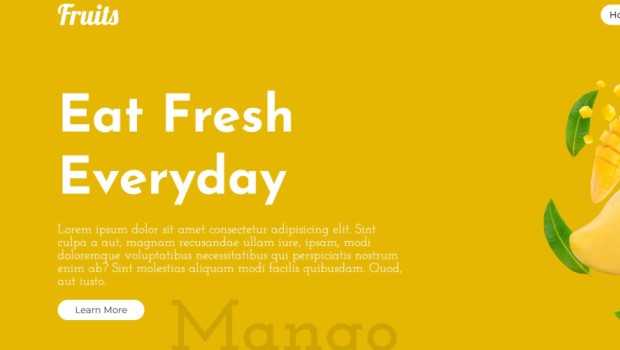 Fruits
Eat Fresh
Everyday
Lorem ipsum dolor sit amet consectetur adipisicing elit. Sint
culpa a aut, magnam recusandae ullam iure, ipsam, modi
doloremque voluptatibus necessitatibus qui perspiciatis nostrum
enim ab? Sint molestias aliquam modi facilis quibusdam. Quod,
aut iusto.
Learn More
Mango